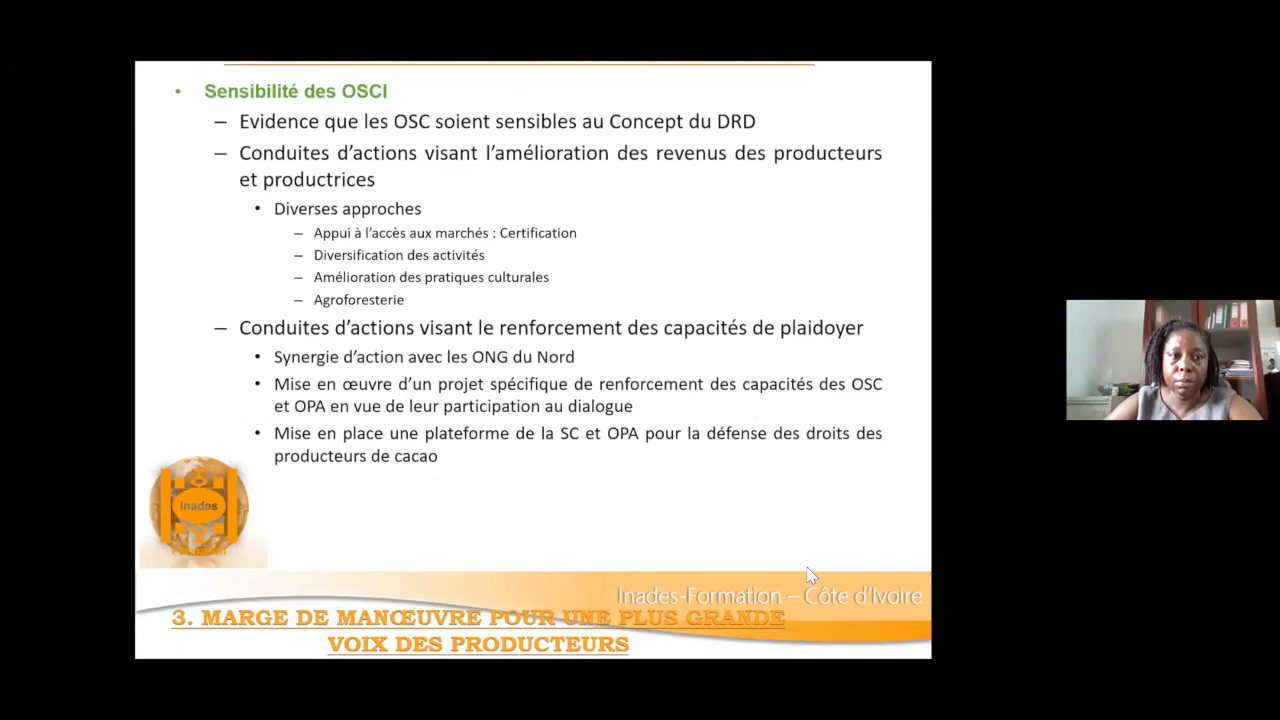 • Sensibilité des OSCI
– Evidence que les OSC soient sensibles au Concept du DRD
– Conduites d’actions visant l’amélioration des revenus des producteurs
et productrices
• Diverses approches
– Appui à l’accès aux marchés : Certification
– Diversification des activités
– Amélioration des pratiques culturales
– Agroforesterie
– Conduites d’actions visant le renforcement des capacités de plaidoyer
• Synergie d’action avec les ONG du Nord
• Mise en œuvre d’un projet spécifique de renforcement des capacités des OSC
et OPA en vue de leur participation au dialogue
• Mise en place une plateforme de la SC et OPA pour la défense des droits des
producteurs de cacao
Inades
Inades-Formation – Côte d’Ivoire
3. MARGE DE MANŒUVRE POUR UNE PLUS GRANDE
VOIX DES PRODUCTEURS